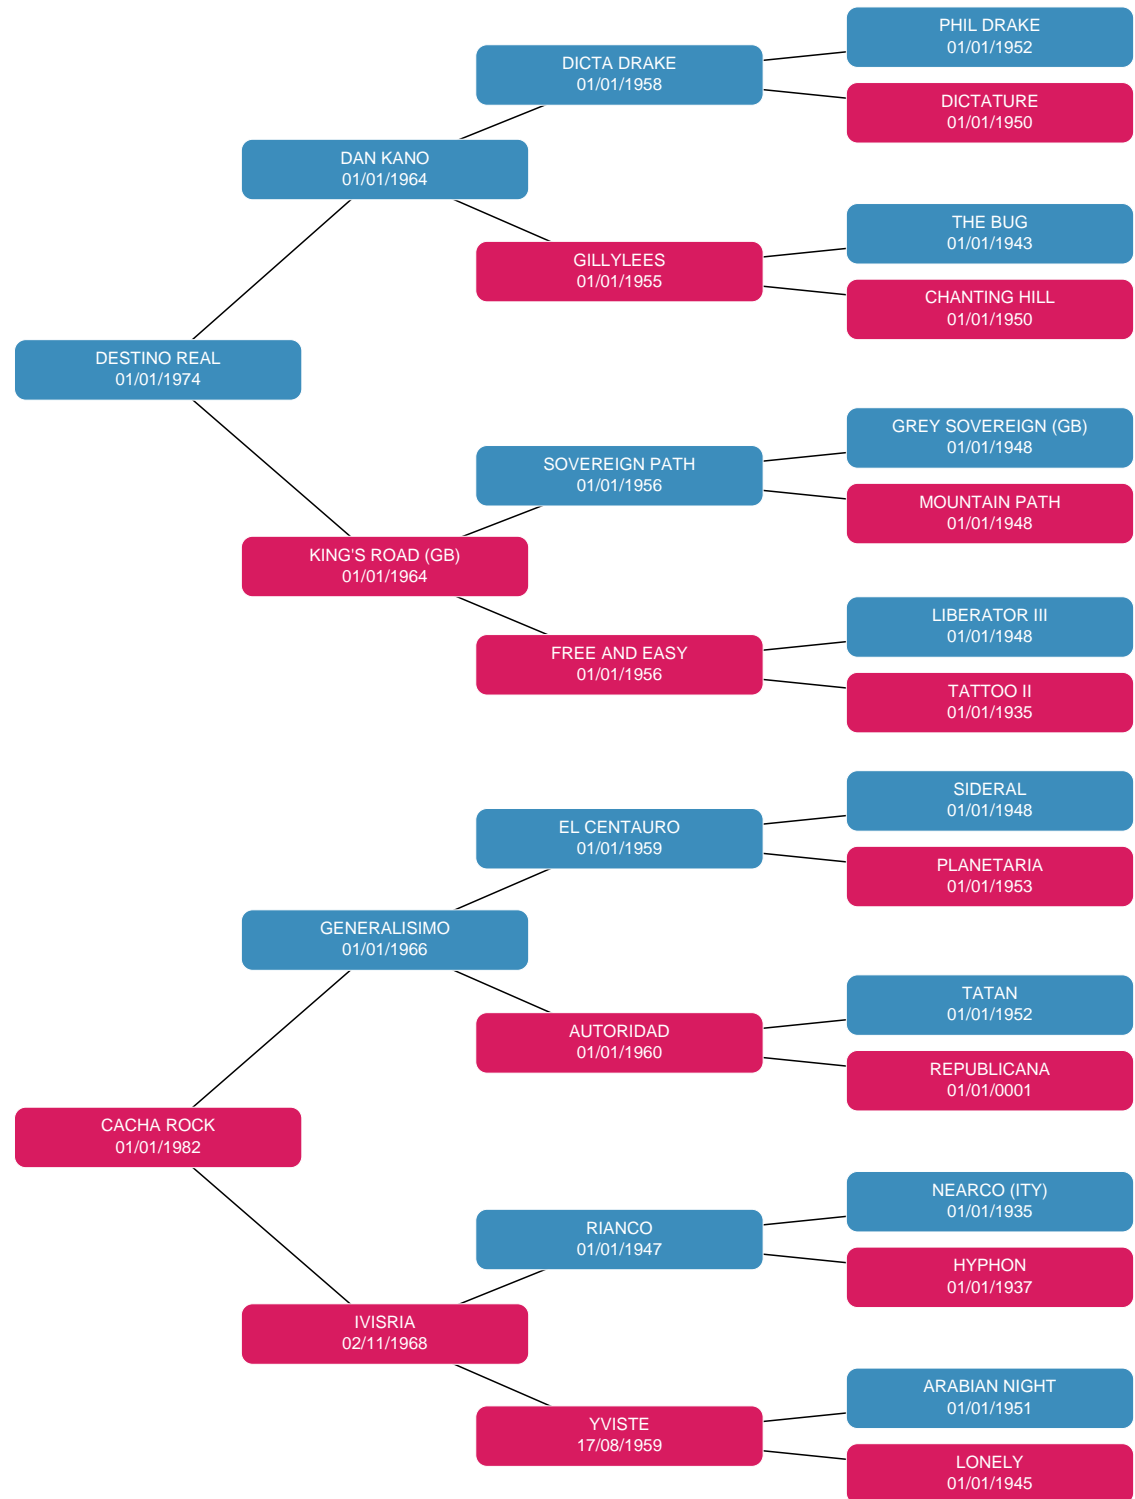 PHIL DRAKE
01/01/1952
DICTA DRAKE
01/01/1958
DICTATURE
01/01/1950
DAN KANO
01/01/1964
THE BUG
01/01/1943
GILLYLEES
01/01/1955
CHANTING HILL
01/01/1950
DESTINO REAL
01/01/1974
GREY SOVEREIGN (GB)
01/01/1948
SOVEREIGN PATH
01/01/1956
MOUNTAIN PATH
01/01/1948
KING'S ROAD (GB)
01/01/1964
LIBERATOR III
01/01/1948
FREE AND EASY
01/01/1956
TATTOO II
01/01/1935
SIDERAL
01/01/1948
EL CENTAURO
01/01/1959
PLANETARIA
01/01/1953
GENERALISIMO
01/01/1966
TATAN
01/01/1952
AUTORIDAD
01/01/1960
REPUBLICANA
01/01/0001
CACHA ROCK
01/01/1982
NEARCO (ITY)
01/01/1935
RIANCO
01/01/1947
HYPHON
01/01/1937
IVISRIA
02/11/1968
ARABIAN NIGHT
01/01/1951
YVISTE
17/08/1959
LONELY
01/01/1945